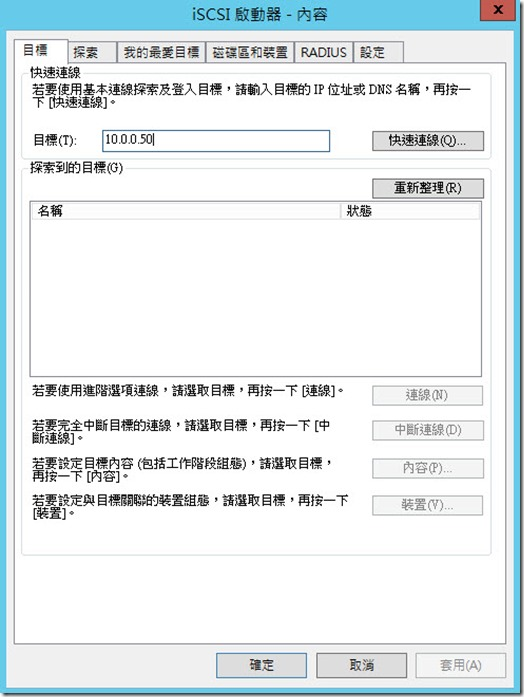 iSCSI 啟動器 - 內容
x
目標
探索
我的最愛目標
磁碟區和裝置
RADIUS
設定
快速連線
若要使用基本連線探索及登入目標，請輸入目標的 IP 位址或 DNS 名稱，再按一
下 [快速連線]。
目標(T):
10.0.0.50
快速連線(Q)...
探索到的目標(G)
重新整理(R)
名稱
狀態
若要使用進階選項連線，請選取目標，再按一下 [連線]。
連線(N)
若要完全中斷目標的連線，請選取目標，再按一下 [中
斷連線]。
中斷連線(D)
若要設定目標內容 (包括工作階段組態)，請選取目標，
再按一下 [內容]。
內容(P)...
若要設定與目標關聯的裝置組態，請選取目標，再按一下
[裝置]。
裝置(V)...
確定
取消
套用(A)